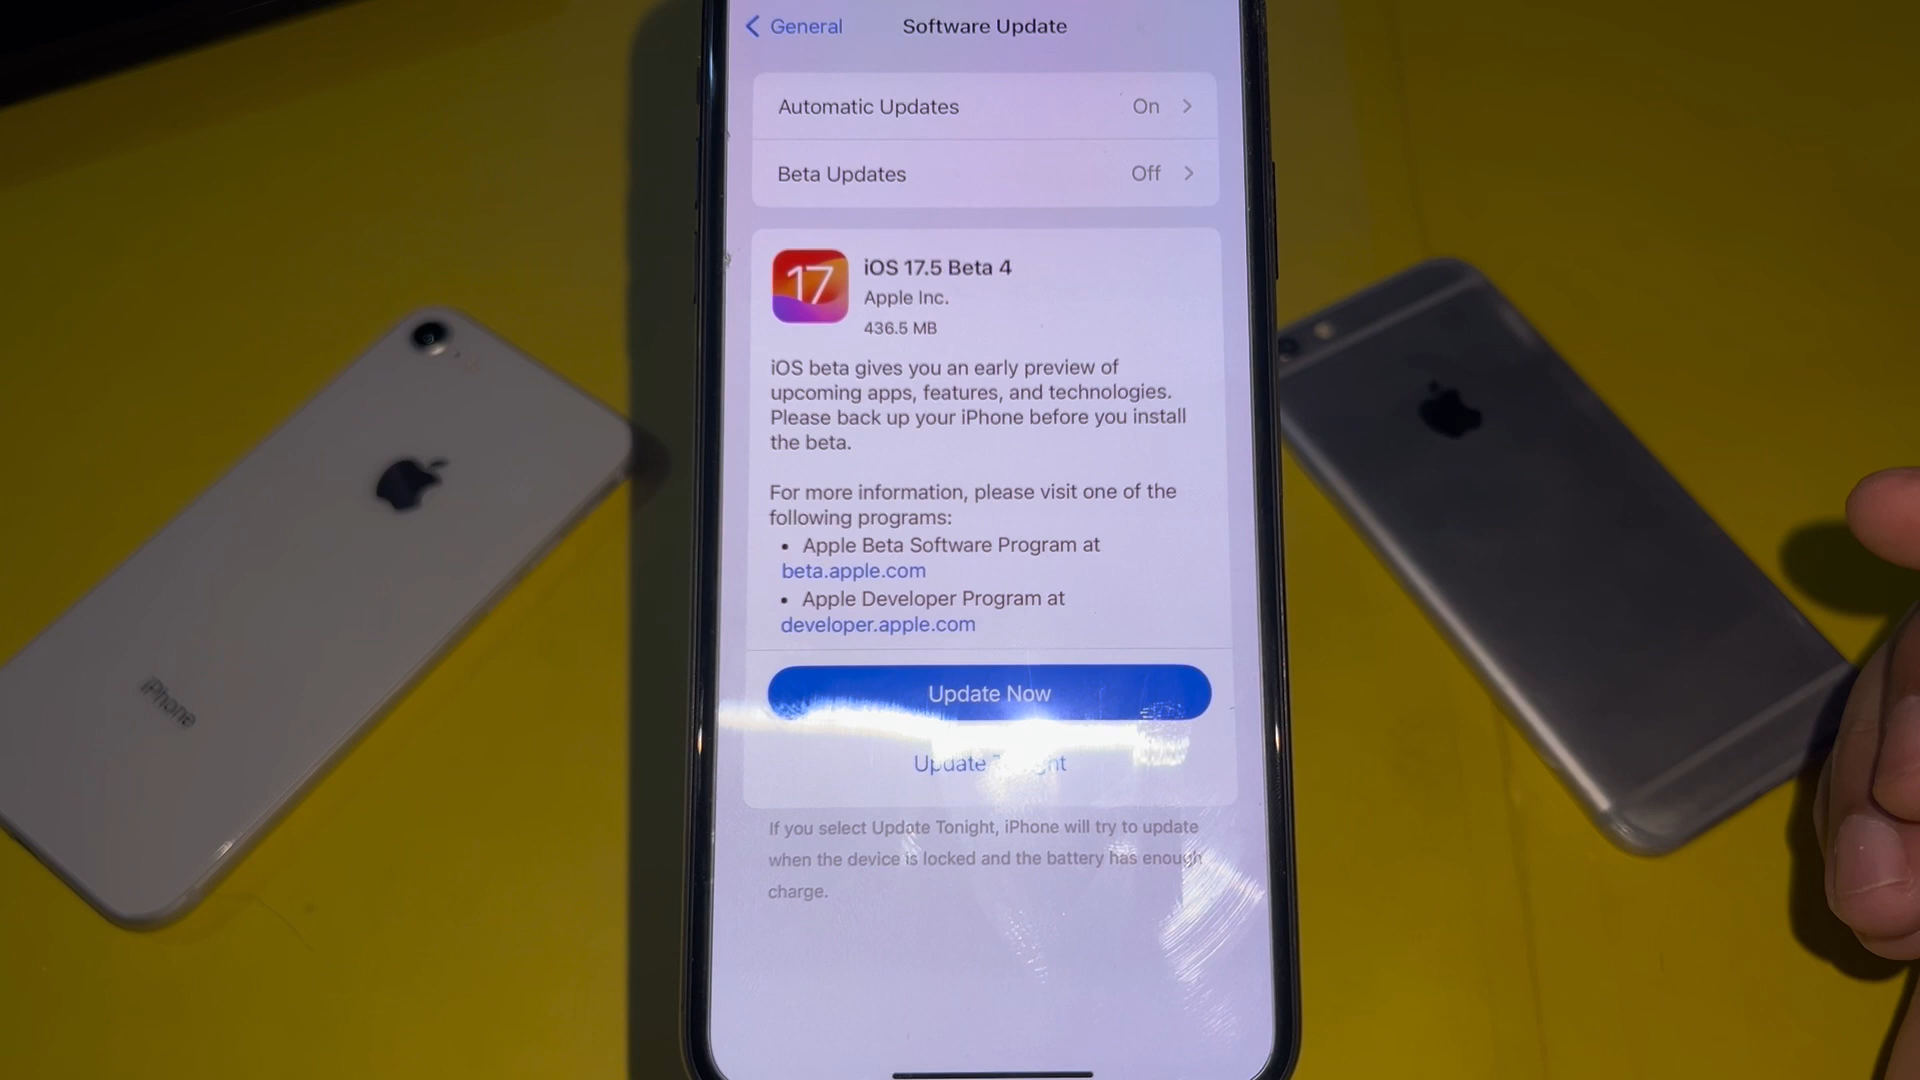 General
Software Update
Automatic Updates On
Beta Updates Off
17
iOS 17.5 Beta 4
Apple Inc.
436.5 MB
iOS beta gives you an early preview of
upcoming apps, features, and technologies.
Please back up your iPhone before you install
the beta.
For more information, please visit one of the
following programs:
• Apple Beta Software Program at
beta.apple.com
• Apple Developer Program at
developer.apple.com
Update Now
Update Tonight
If you select Update Tonight, iPhone will try to update
when the device is locked and the battery has enough
charge.
iPhone